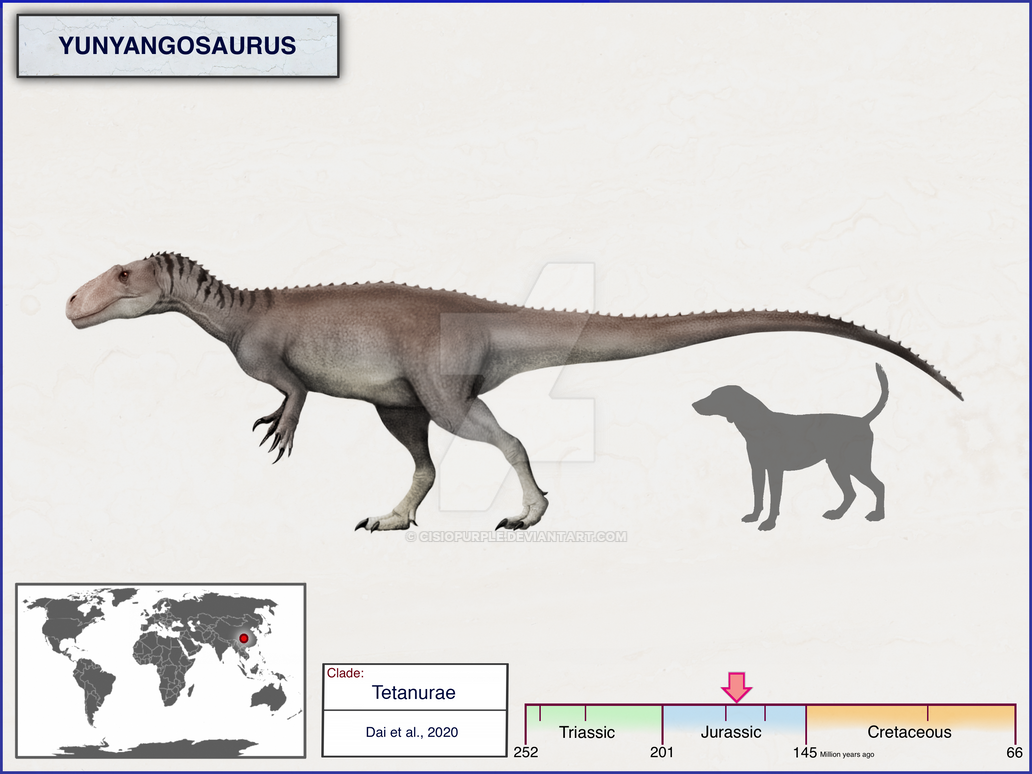 YUNYANGOSAURUS
© CISIOPURPLE.DEVIANTART.COM
Clade:
Tetanurae
Dai et al., 2020
Triassic
Jurassic
Cretaceous
252
201
145
Million years ago
66